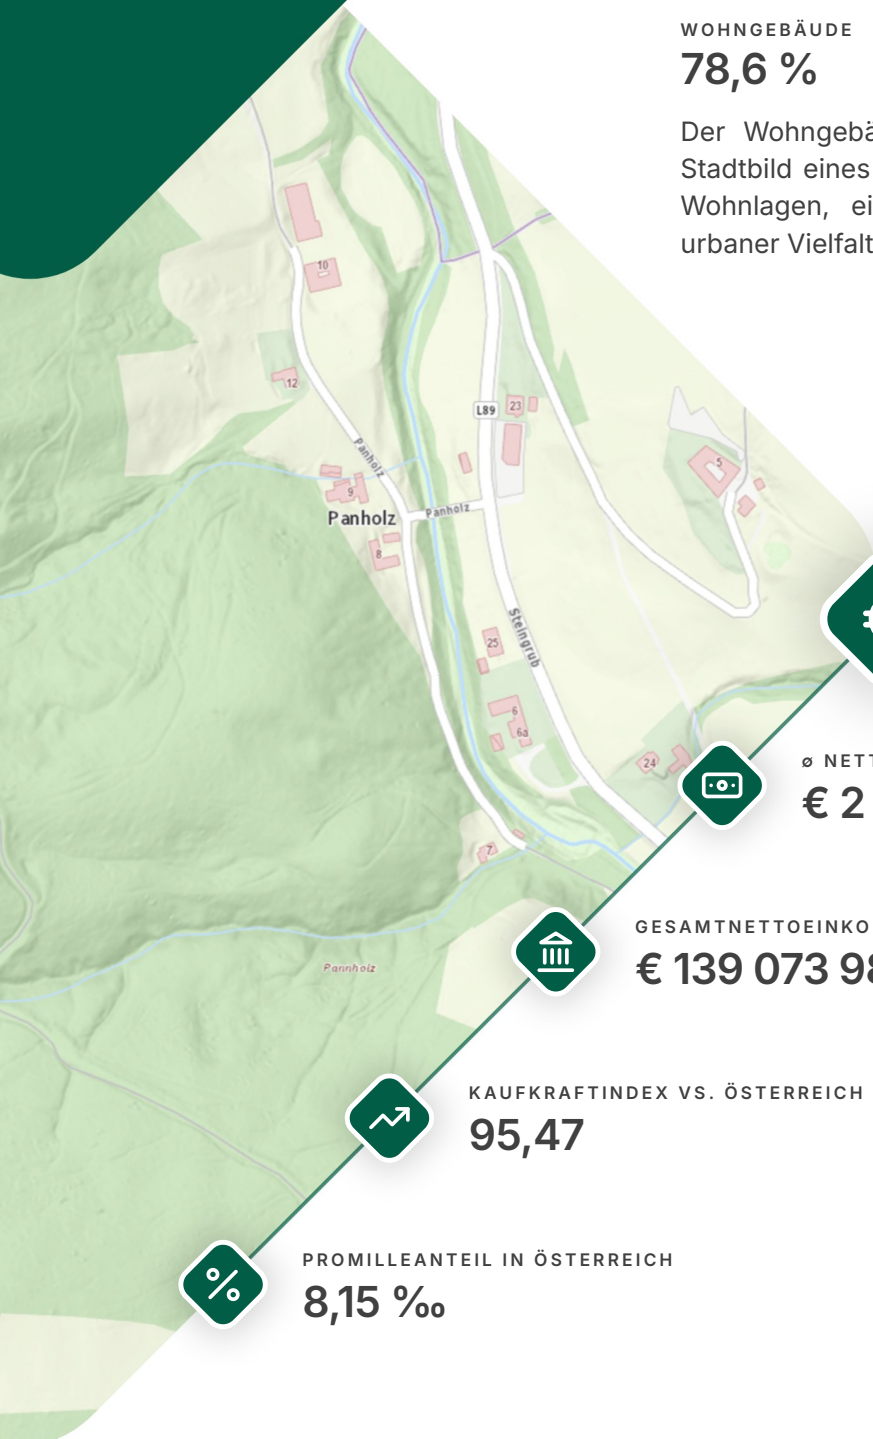 WOHNGEBÄUDE
78,6 %
Der Wohngebä
Stadtbild eines
Wohnlagen, ei
urbaner Vielfalt
10
12
L89
23
5
Panholz
9
Panholz
Panholz
8
Steingrub
25
6
6a
24
7
Pannholz
ø NETT
€ 2
GESAMTNETTOEINKO
€ 139 073 98
KAUFKRAFTINDEX VS. ÖSTERREICH
95,47
PROMILLEANTEIL IN ÖSTERREICH
8,15 ‰